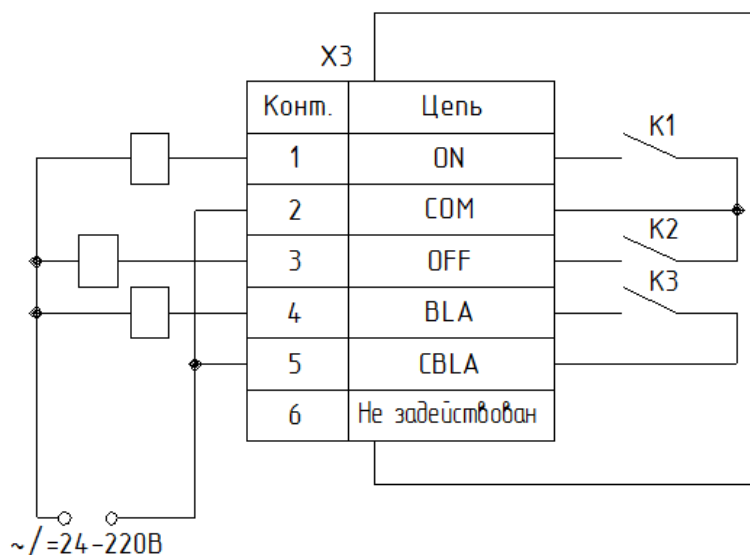 X3
Конт. Цепь
1 ON
K1
2 COM
3 OFF
K2
4 BLA
K3
5 CBLA
6 Не задействован
~/=24-220В